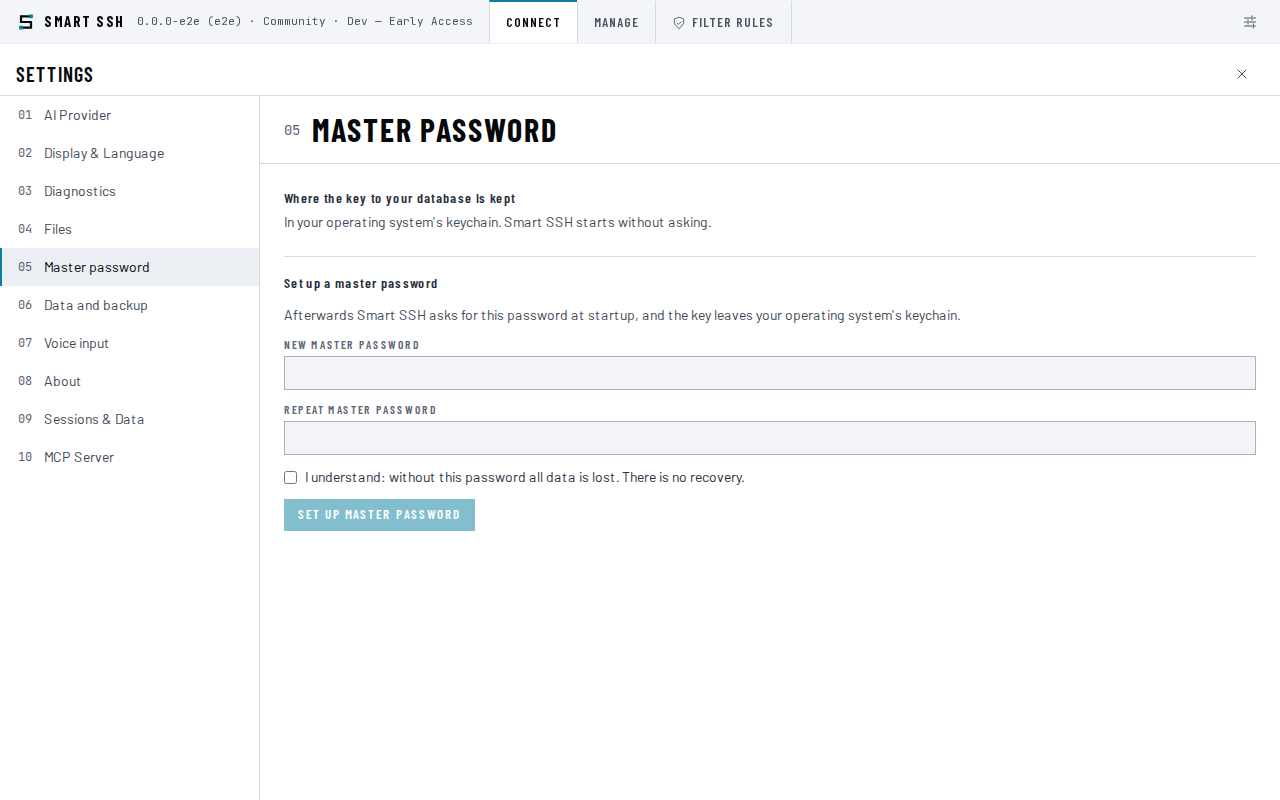 SMART SSH 0.0.0-e2e (e2e) · Community · Dev — Early Access CONNECT MANAGE FILTER RULES
SETTINGS
01 AI Provider
02 Display & Language
03 Diagnostics
04 Files
05 Master password
06 Data and backup
07 Voice input
08 About
09 Sessions & Data
10 MCP Server
05 MASTER PASSWORD
Where the key to your database is kept
In your operating system's keychain. Smart SSH starts without asking.
Set up a master password
Afterwards Smart SSH asks for this password at startup, and the key leaves your operating system's keychain.
NEW MASTER PASSWORD
REPEAT MASTER PASSWORD
I understand: without this password all data is lost. There is no recovery.
SET UP MASTER PASSWORD